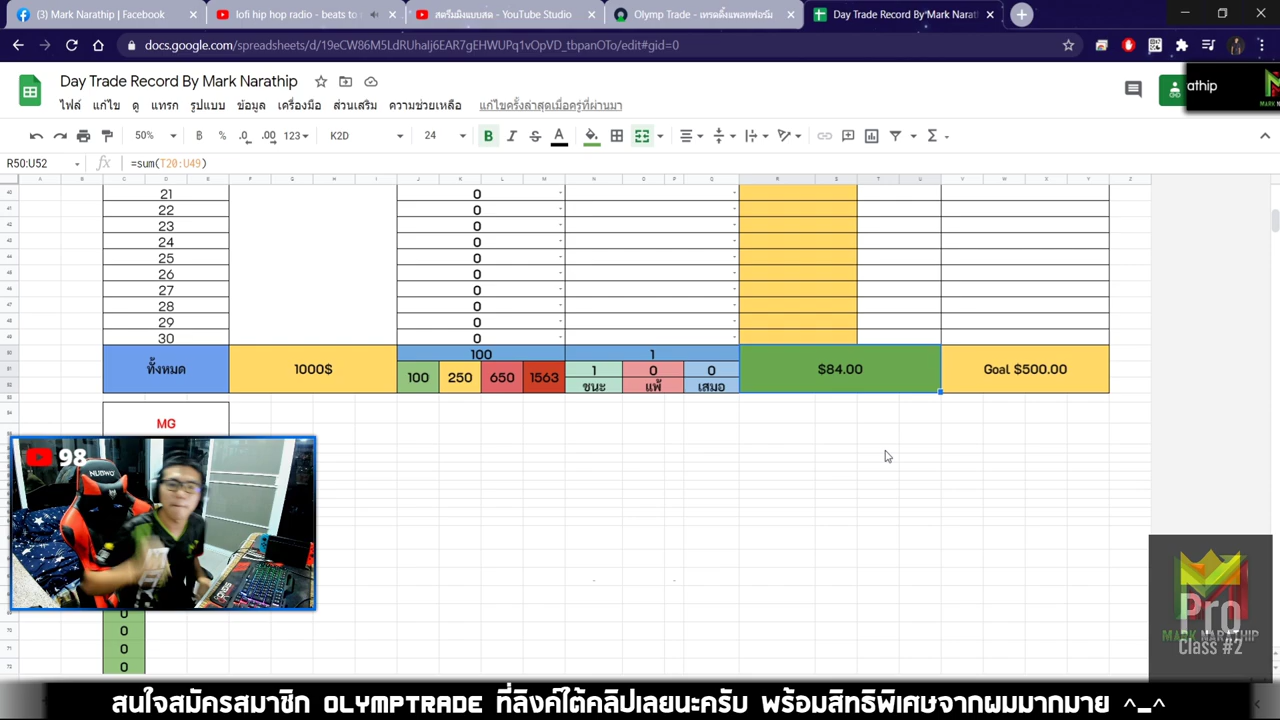 (3) Mark Narathip | Facebook
lofi hip hop radio - beats to r
สตรีมมิงแบบสด - YouTube Studio
Olymp Trade - เทรดดิ้งแพลทฟอร์ม
Day Trade Record By Mark Narath
docs.google.com/spreadsheets/d/19eCW86M5LdRUhalj6EAR7gEHWUPq1vOpVD_tbpanOTo/edit#gid=0
Day Trade Record By Mark Narathip
athip
MARK N
ไฟล์ แก้ไข ดู แทรก รูปแบบ ข้อมูล เครื่องมือ ส่วนเสริม ความช่วยเหลือ แก้ไขครั้งล่าสุดเมื่อครู่ที่ผ่านมา
50% ฿ % .0 .00 123 K2D 24 B I S A Σ
R50:U52 fx =sum(T20:U49)
21 0 -
22 0 -
23 0 -
24 0 -
25 0 -
26 0 -
27 0 -
28 0 -
29 0 -
30 0 -
ทั้งหมด 1000$ 100 1 $84.00 Goal $500.00
100 250 650 1563 1 0 0
ชนะ แพ้ เสมอ
MG
98
NUBWO
0
0
0
0
Pro
MARK NARATHIP
Class #2
สนใจสมัครสมาชิก OLYMPTRADE ที่ลิงค์ใต้คลิปเลยนะครับ พร้อมสิทธิพิเศษจากผมมากมาย ^_^